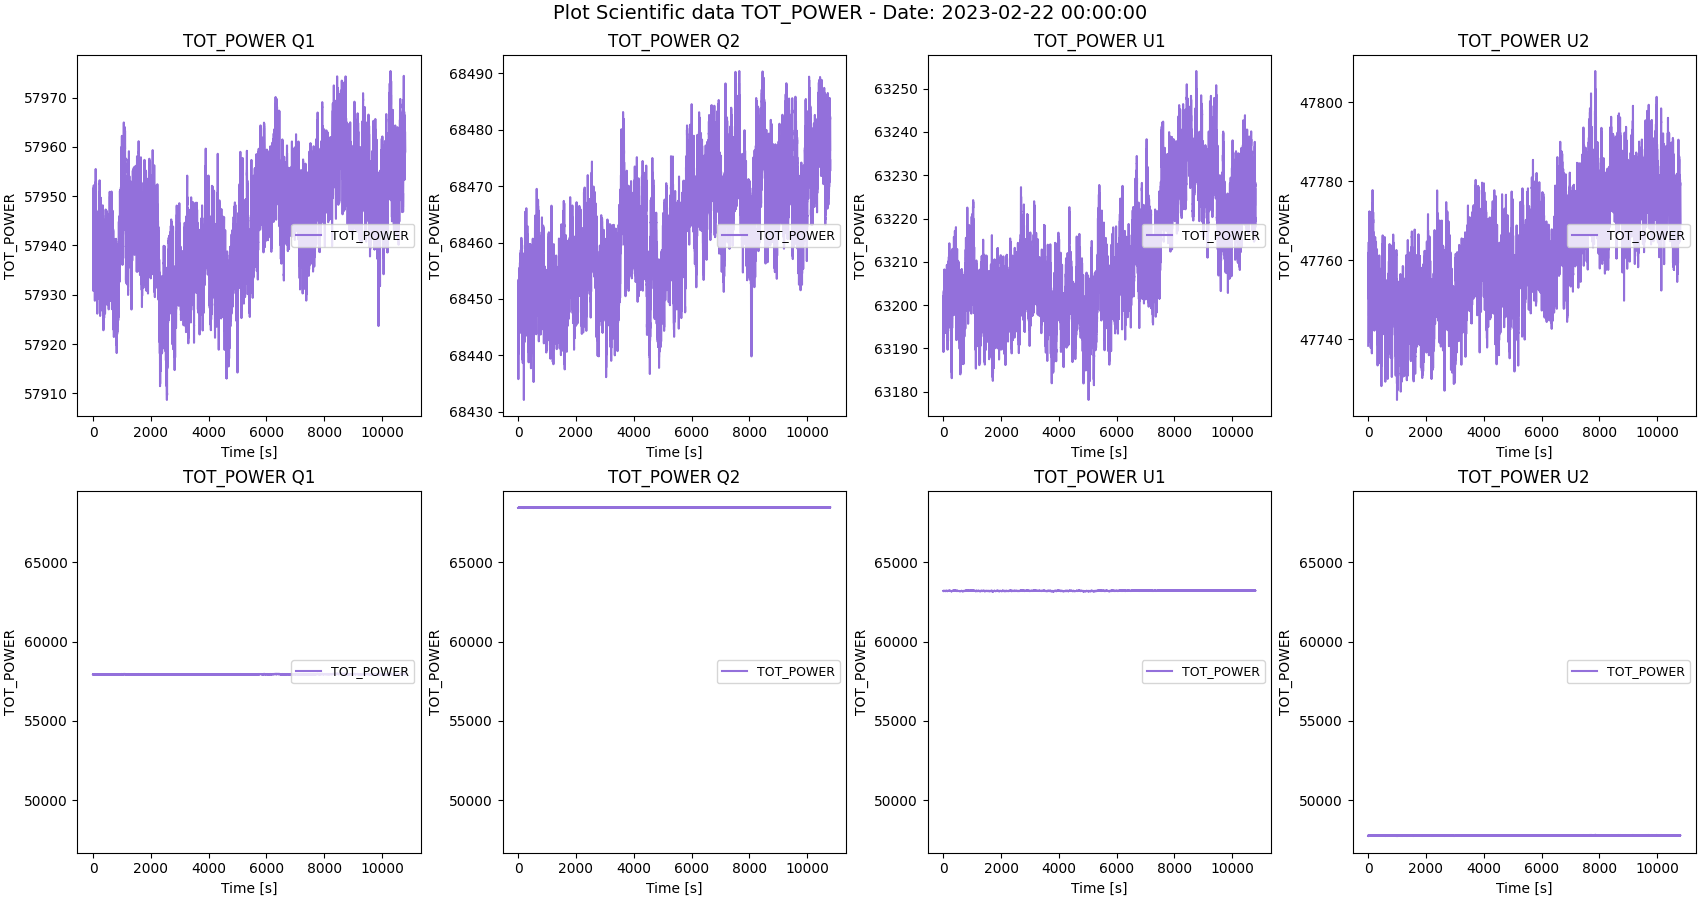 Plot Scientific data TOT_POWER - Date: 2023-02-22 00:00:00
TOT_POWER Q1
TOT_POWER
57970
57960
57950
57940
57930
57920
57910
TOT_POWER
0 2000 4000 6000 8000 10000
Time [s]
TOT_POWER Q2
TOT_POWER
68490
68480
68470
68460
68450
68440
68430
TOT_POWER
0 2000 4000 6000 8000 10000
Time [s]
TOT_POWER U1
TOT_POWER
63250
63240
63230
63220
63210
63200
63190
63180
TOT_POWER
0 2000 4000 6000 8000 10000
Time [s]
TOT_POWER U2
TOT_POWER
47800
47780
47760
47740
TOT_POWER
0 2000 4000 6000 8000 10000
Time [s]
TOT_POWER Q1
TOT_POWER
65000
60000
55000
50000
TOT_POWER
0 2000 4000 6000 8000 10000
Time [s]
TOT_POWER Q2
TOT_POWER
65000
60000
55000
50000
TOT_POWER
0 2000 4000 6000 8000 10000
Time [s]
TOT_POWER U1
TOT_POWER
65000
60000
55000
50000
TOT_POWER
0 2000 4000 6000 8000 10000
Time [s]
TOT_POWER U2
TOT_POWER
65000
60000
55000
50000
TOT_POWER
0 2000 4000 6000 8000 10000
Time [s]